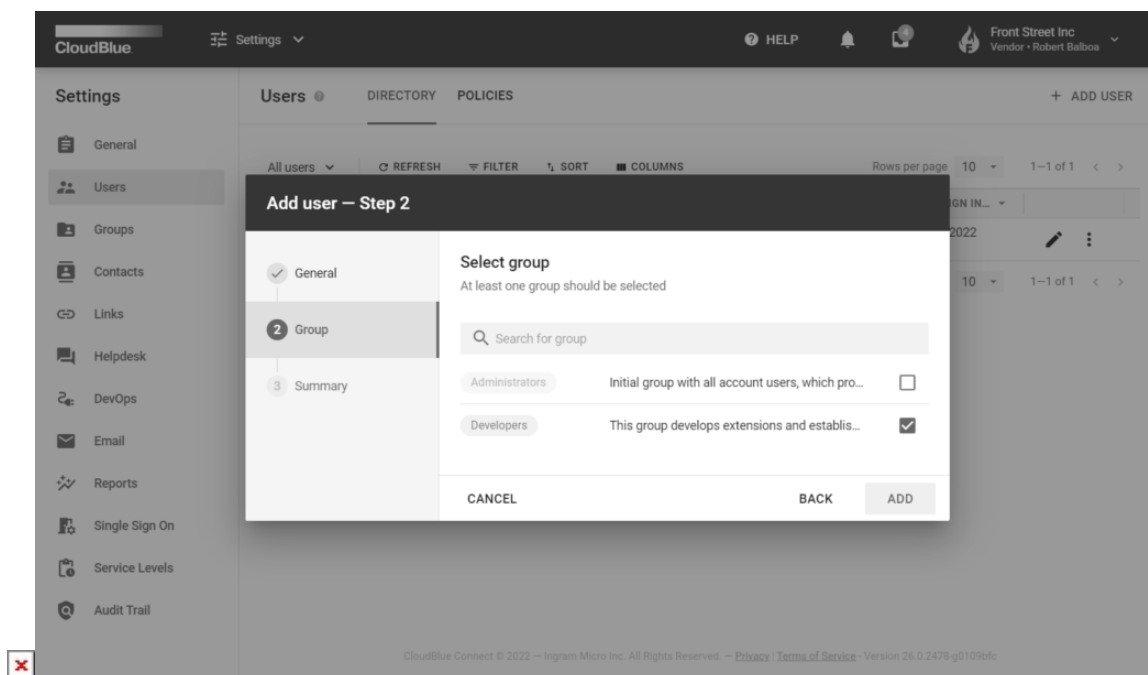 CloudBlue
Settings
HELP
4
Front Street Inc
Vendor • Robert Balboa
Settings
Users
DIRECTORY
POLICIES
+ ADD USER
General
Users
Groups
Contacts
Links
Helpdesk
DevOps
Email
Reports
Single Sign On
Service Levels
Audit Trail
All users
REFRESH
FILTER
SORT
COLUMNS
Rows per page 10 1–1 of 1
IGN IN...
2022
10 1–1 of 1
Add user — Step 2
General
2 Group
3 Summary
Select group
At least one group should be selected
Search for group
Administrators Initial group with all account users, which pro...
Developers This group develops extensions and establis...
CANCEL
BACK
ADD
CloudBlue Connect © 2022 — Ingram Micro Inc. All Rights Reserved. — Privacy | Terms of Service - Version 26.0.2478-g0109bfc